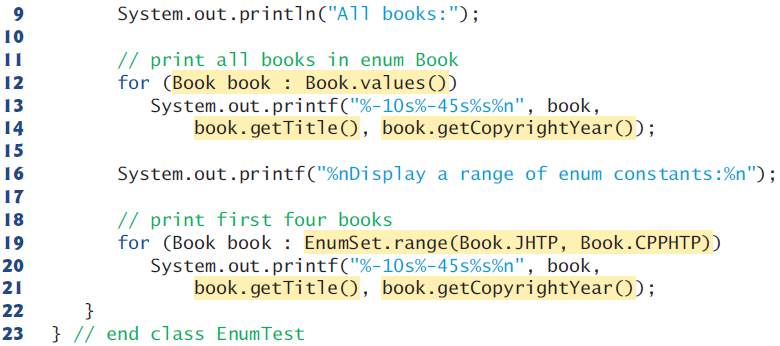 9 System.out.println("All books:");
10
11 // print all books in enum Book
12 for (Book book : Book.values())
13 System.out.printf("%-10s%-45s%s%n", book,
14 book.getTitle(), book.getCopyrightYear());
15
16 System.out.printf("%nDisplay a range of enum constants:%n");
17
18 // print first four books
19 for (Book book : EnumSet.range(Book.JHTP, Book.CPPHTP))
20 System.out.printf("%-10s%-45s%s%n", book,
21 book.getTitle(), book.getCopyrightYear());
22 }
23 } // end class EnumTest